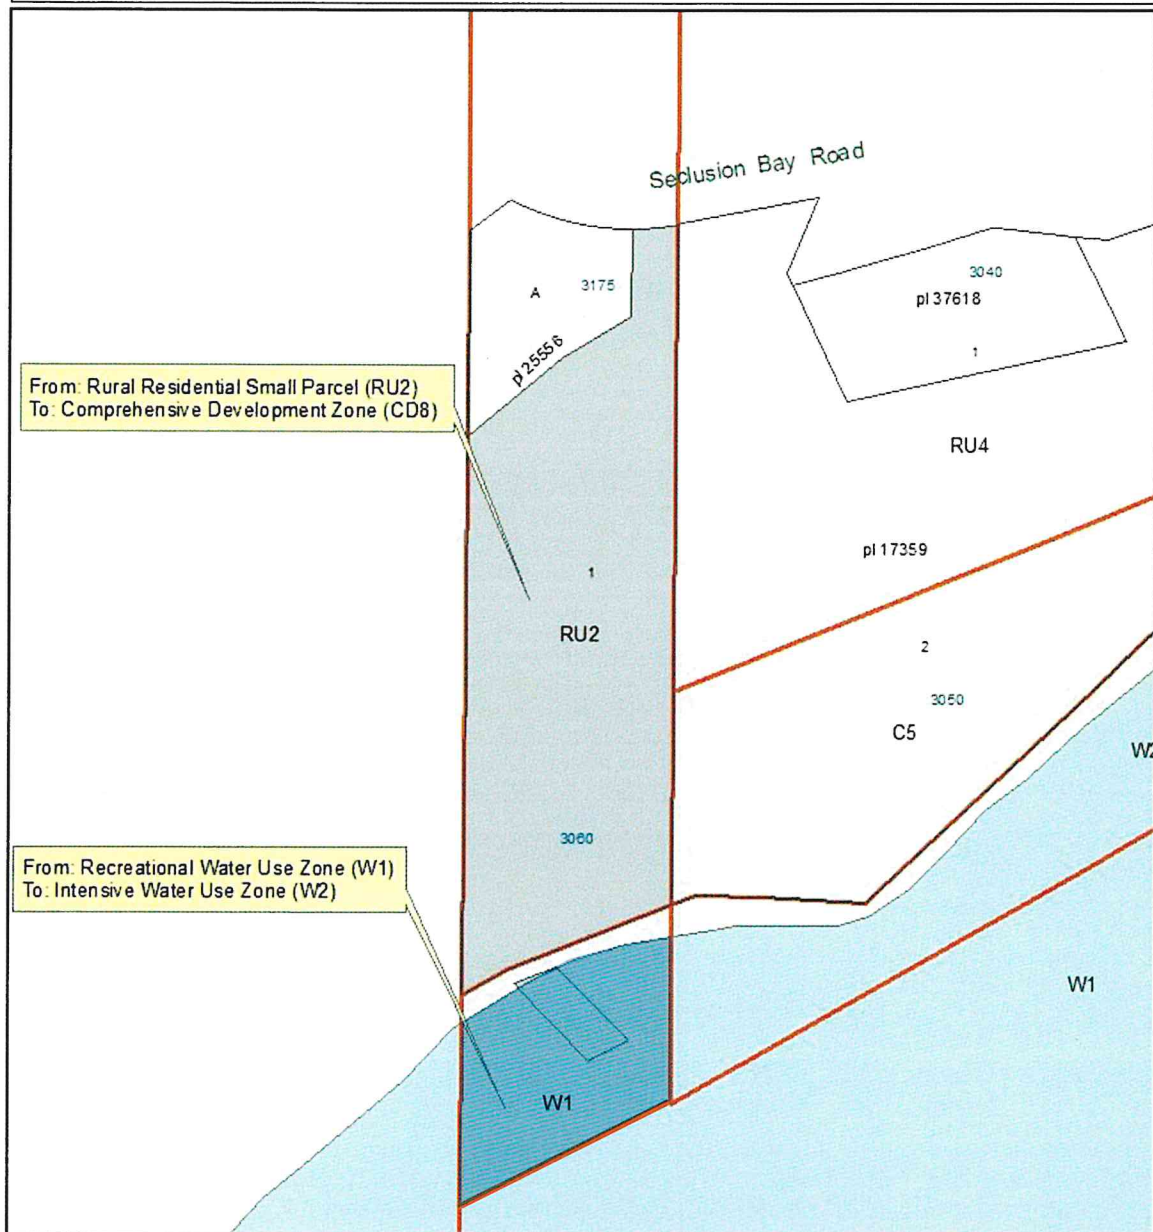 Seclusion Bay Road
A
3175
pl 25556
3040
pl 37618
1
From: Rural Residential Small Parcel (RU2)
To: Comprehensive Development Zone (CD8)
RU4
pl 17359
1
RU2
2
3050
C5
W2
3060
From: Recreational Water Use Zone (W1)
To: Intensive Water Use Zone (W2)
W1
W1